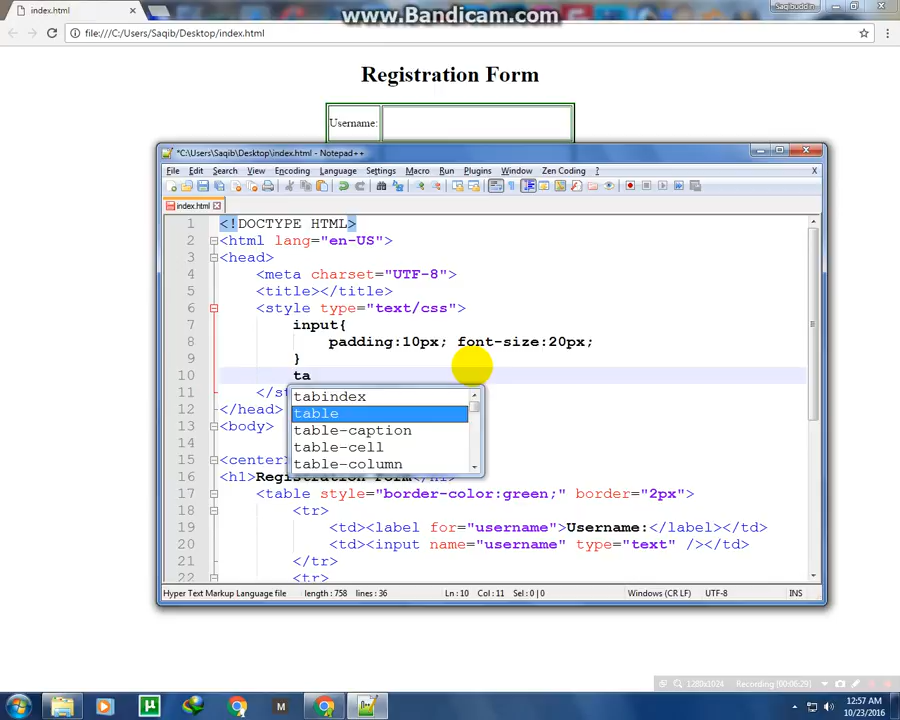 www.Bandicam.com
index.html
Saqibuddin
file:///C:/Users/Saqib/Desktop/index.html
Registration Form
Username:
*C:\Users\Saqib\Desktop\index.html - Notepad++
File Edit Search View Encoding Language Settings Macro Run Plugins Window Zen Coding ? X
index.html
1 <!DOCTYPE HTML>
2 <html lang="en-US">
3 <head>
4 <meta charset="UTF-8">
5 <title></title>
6 <style type="text/css">
7 input{
8 padding:10px; font-size:20px;
9 }
10 ta
11 </st
tabindex
12 </head>
table
13 <body>
table-caption
14
table-cell
15 <center>
table-column
16 <h1>Registration Form</h1>
17 <table style="border-color:green;" border="2px">
18 <tr>
19 <td><label for="username">Username:</label></td>
20 <td><input name="username" type="text" /></td>
21 </tr>
22 <tr>
Hyper Text Markup Language file length : 758 lines : 36 Ln : 10 Col : 11 Sel : 0 | 0 Windows (CR LF) UTF-8 INS
1280x1024 Recording [00:06:29]
12:57 AM
10/23/2016